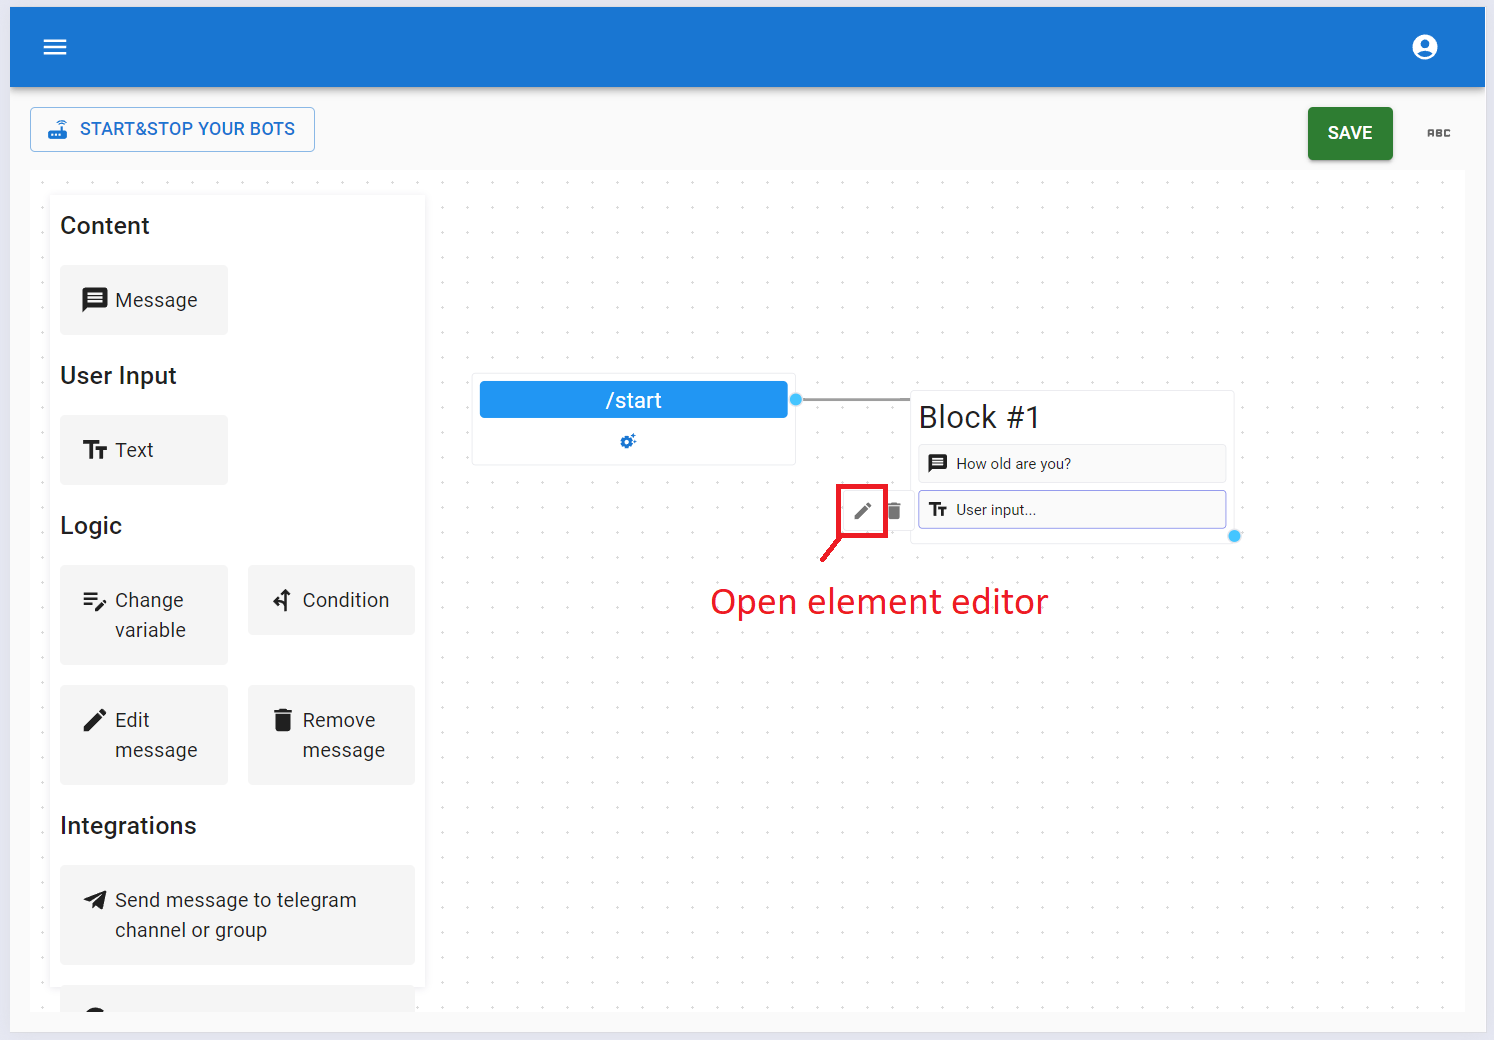 START&STOP YOUR BOTS
SAVE
ABC
Content
Message
User Input
Text
Logic
Change
variable
Condition
Edit
message
Remove
message
Integrations
Send message to telegram
channel or group
/start
Block #1
How old are you?
User input...
Open element editor